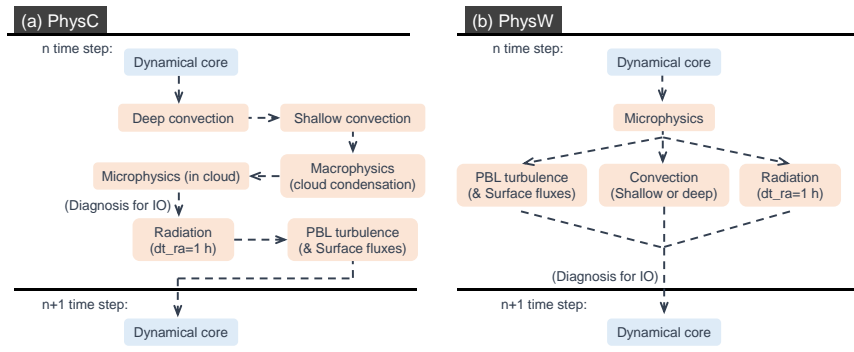 (a) PhysC
n time step:
Dynamical core
Deep convection
Shallow convection
Macrophysics
(cloud condensation)
Microphysics (in cloud)
(Diagnosis for IO)
Radiation
(dt_ra=1 h)
PBL turbulence
(& Surface fluxes)
n+1 time step:
Dynamical core
(b) PhysW
n time step:
Dynamical core
Microphysics
PBL turbulence
(& Surface fluxes)
Convection
(Shallow or deep)
Radiation
(dt_ra=1 h)
(Diagnosis for IO)
n+1 time step:
Dynamical core